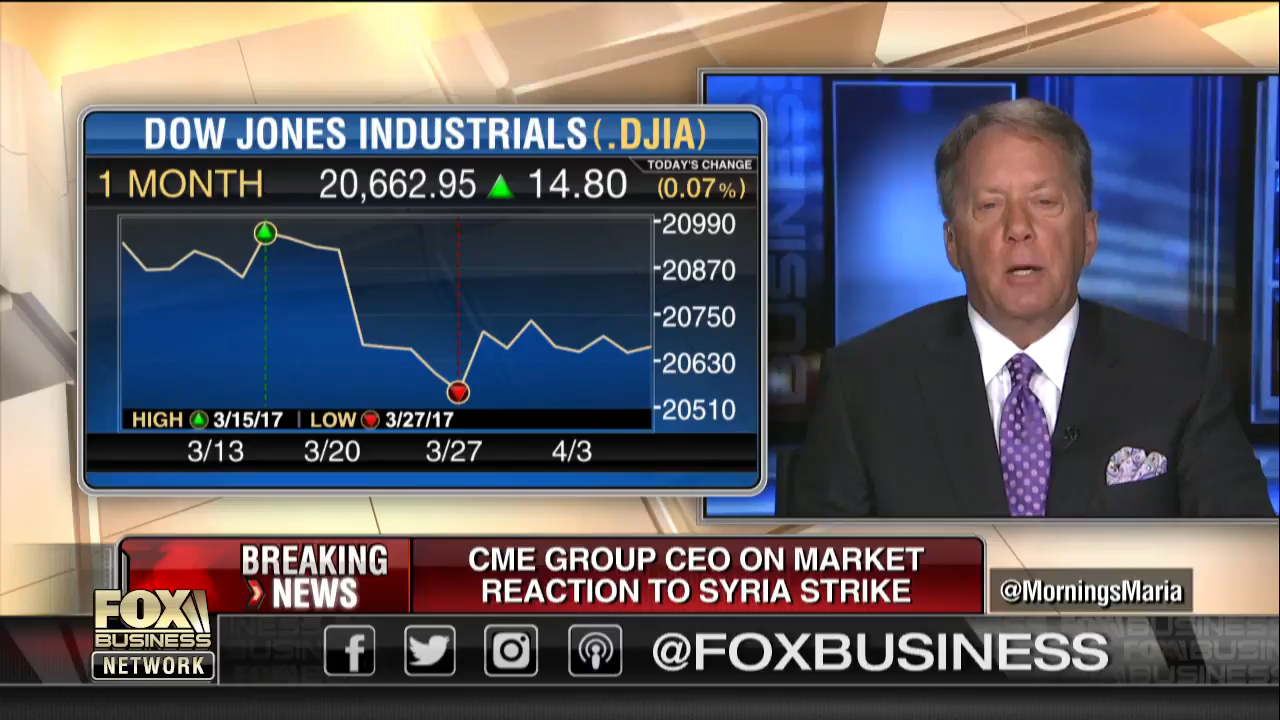 DOW JONES INDUSTRIALS (.DJIA)
TODAY'S CHANGE
1 MONTH 20,662.95 14.80 (0.07%)
20990
20870
20750
20630
20510
HIGH 3/15/17 | LOW 3/27/17
3/13 3/20 3/27 4/3
BUSINESS
BREAKING NEWS
CME GROUP CEO ON MARKET
REACTION TO SYRIA STRIKE
@MorningsMaria
FOX
BUSINESS
NETWORK
@FOXBUSINESS